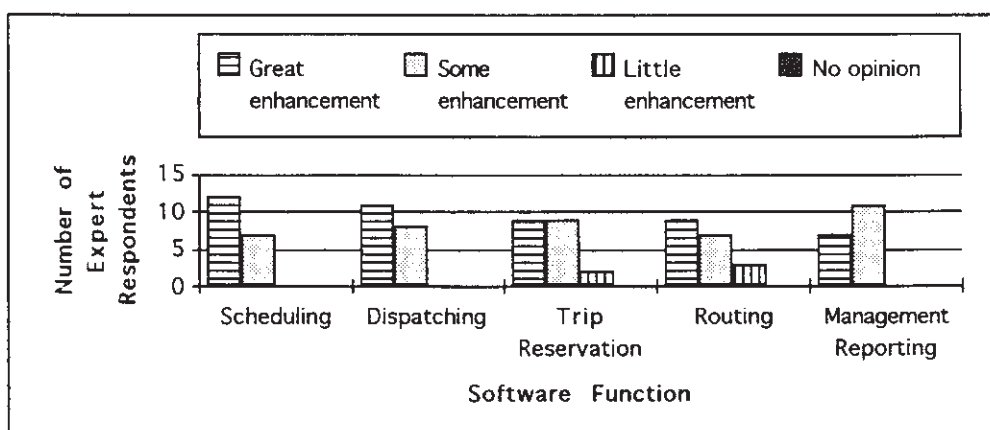 Great enhancement
Some enhancement
Little enhancement
No opinion
Number of
Expert
Respondents
15
10
5
0
Scheduling
Dispatching
Trip
Reservation
Routing
Management
Reporting
Software Function